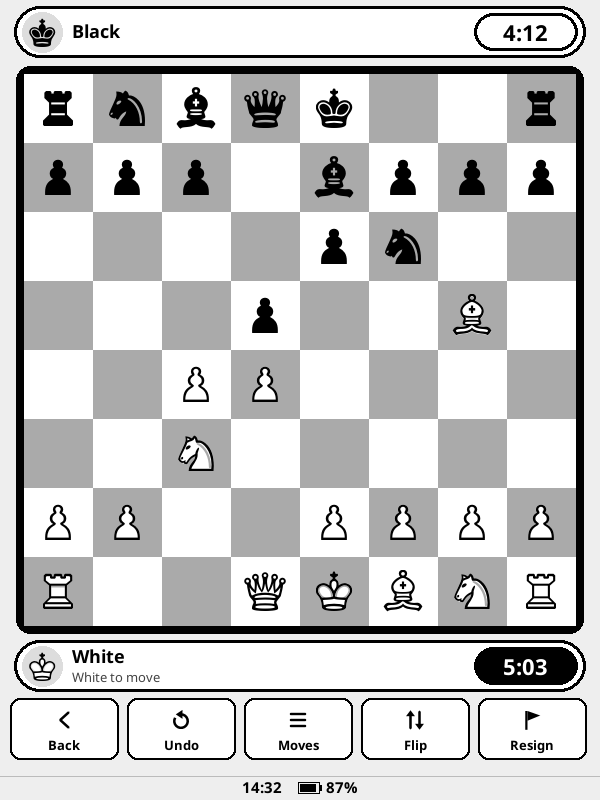 Black
4:12
White
White to move
5:03
Back
Undo
Moves
Flip
Resign
14:32
87%